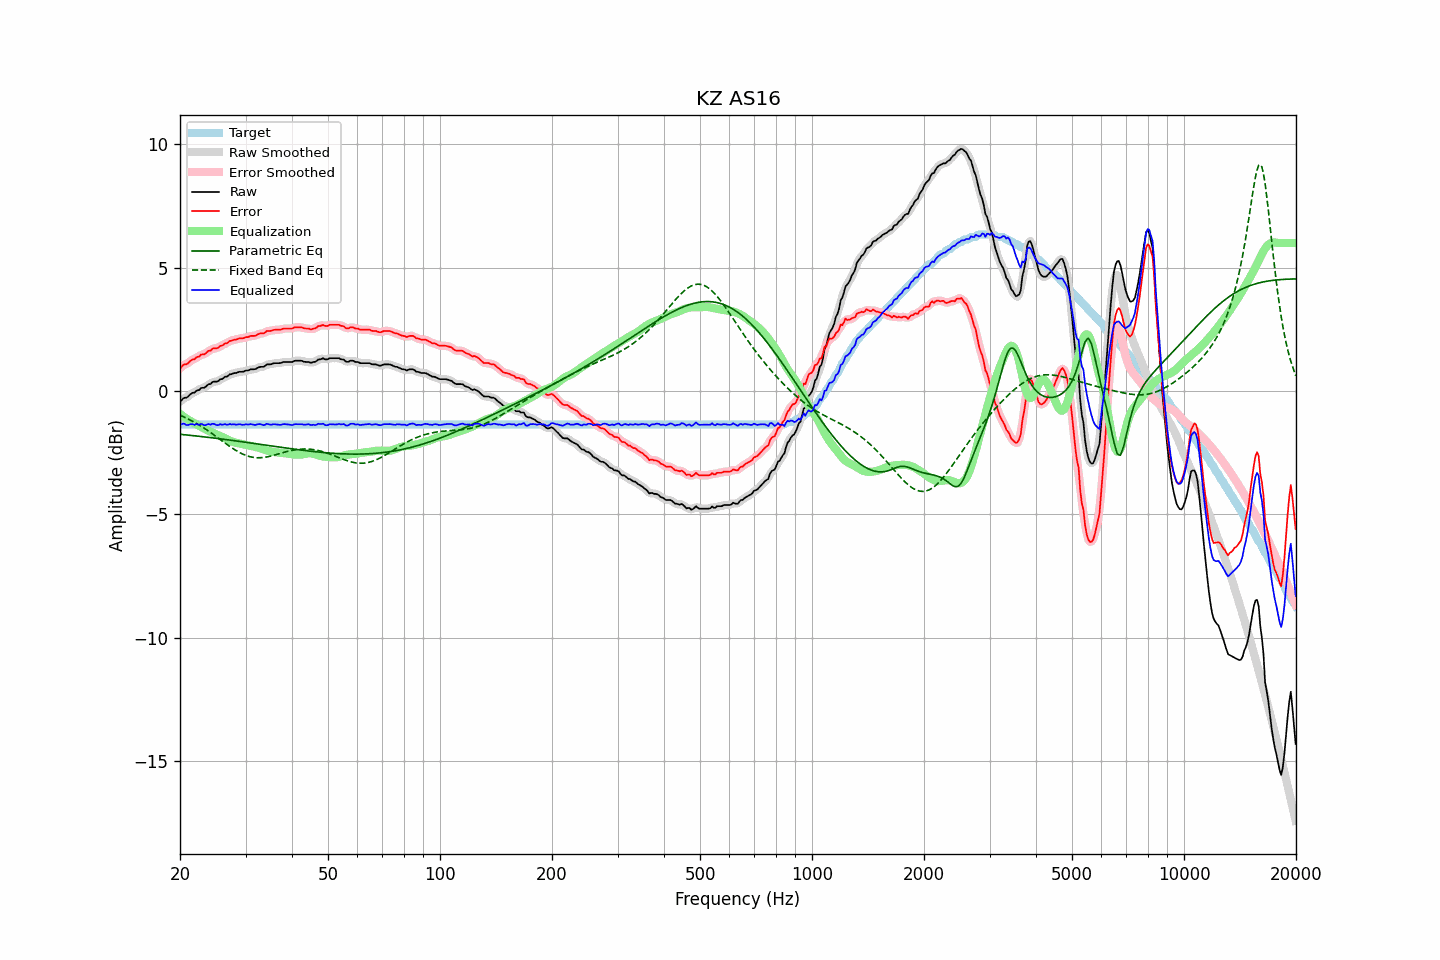 KZ AS16
Target
Raw Smoothed
Error Smoothed
Raw
Error
Equalization
Parametric Eq
Fixed Band Eq
Equalized
10
5
0
−5
−10
−15
Amplitude (dBr)
20 50 100 200 500 1000 2000 5000 10000 20000
Frequency (Hz)